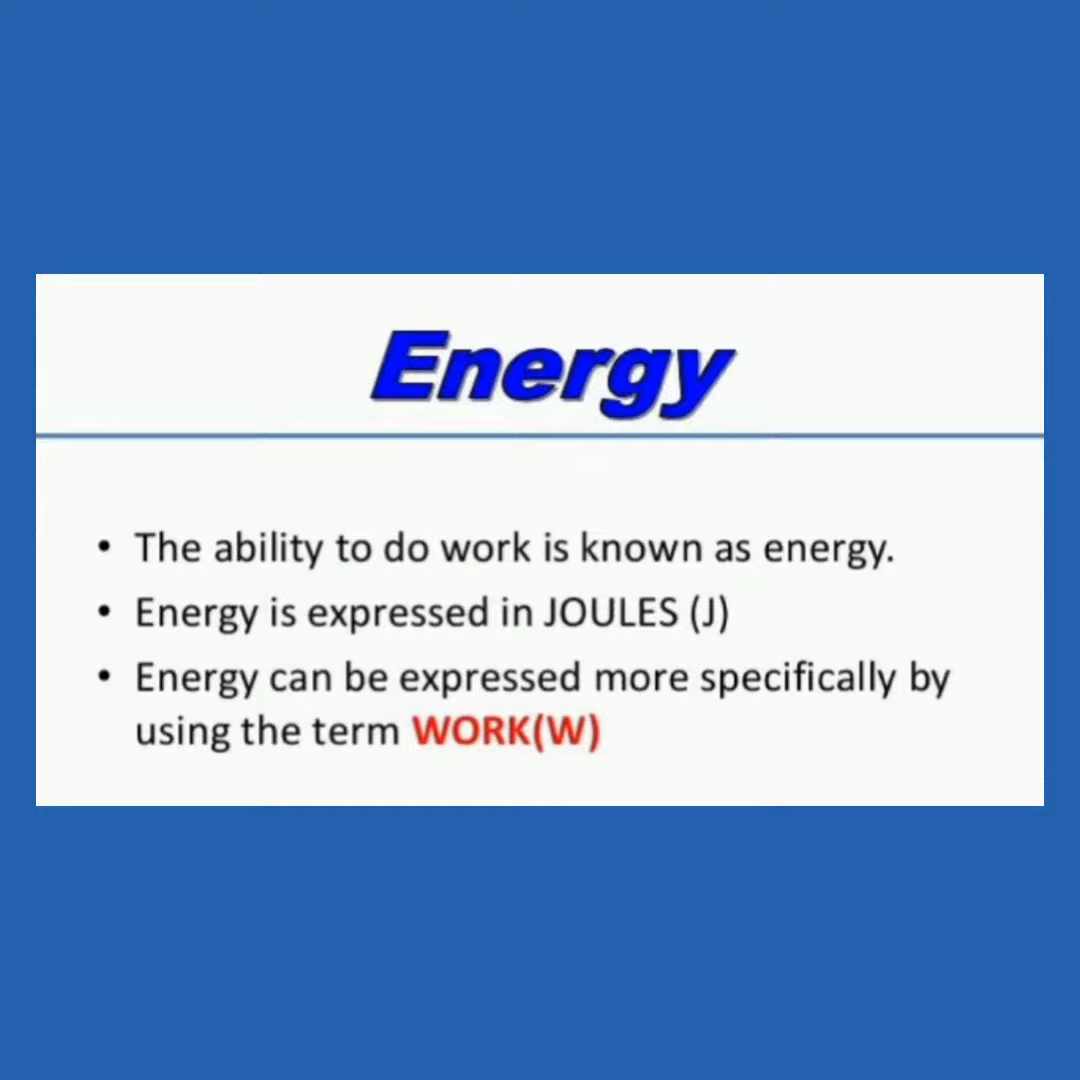 Energy
• The ability to do work is known as energy.
• Energy is expressed in JOULES (J)
• Energy can be expressed more specifically by
using the term WORK(W)